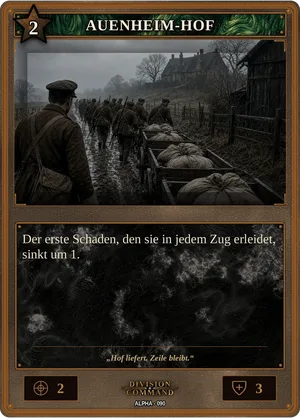 2
AUENHEIM-HOF
Der erste Schaden, den sie in jedem Zug erleidet,
sinkt um 1.
„Hof liefert, Zeile bleibt.“
2
DIVISION
COMMAND
ALPHA - 090
3